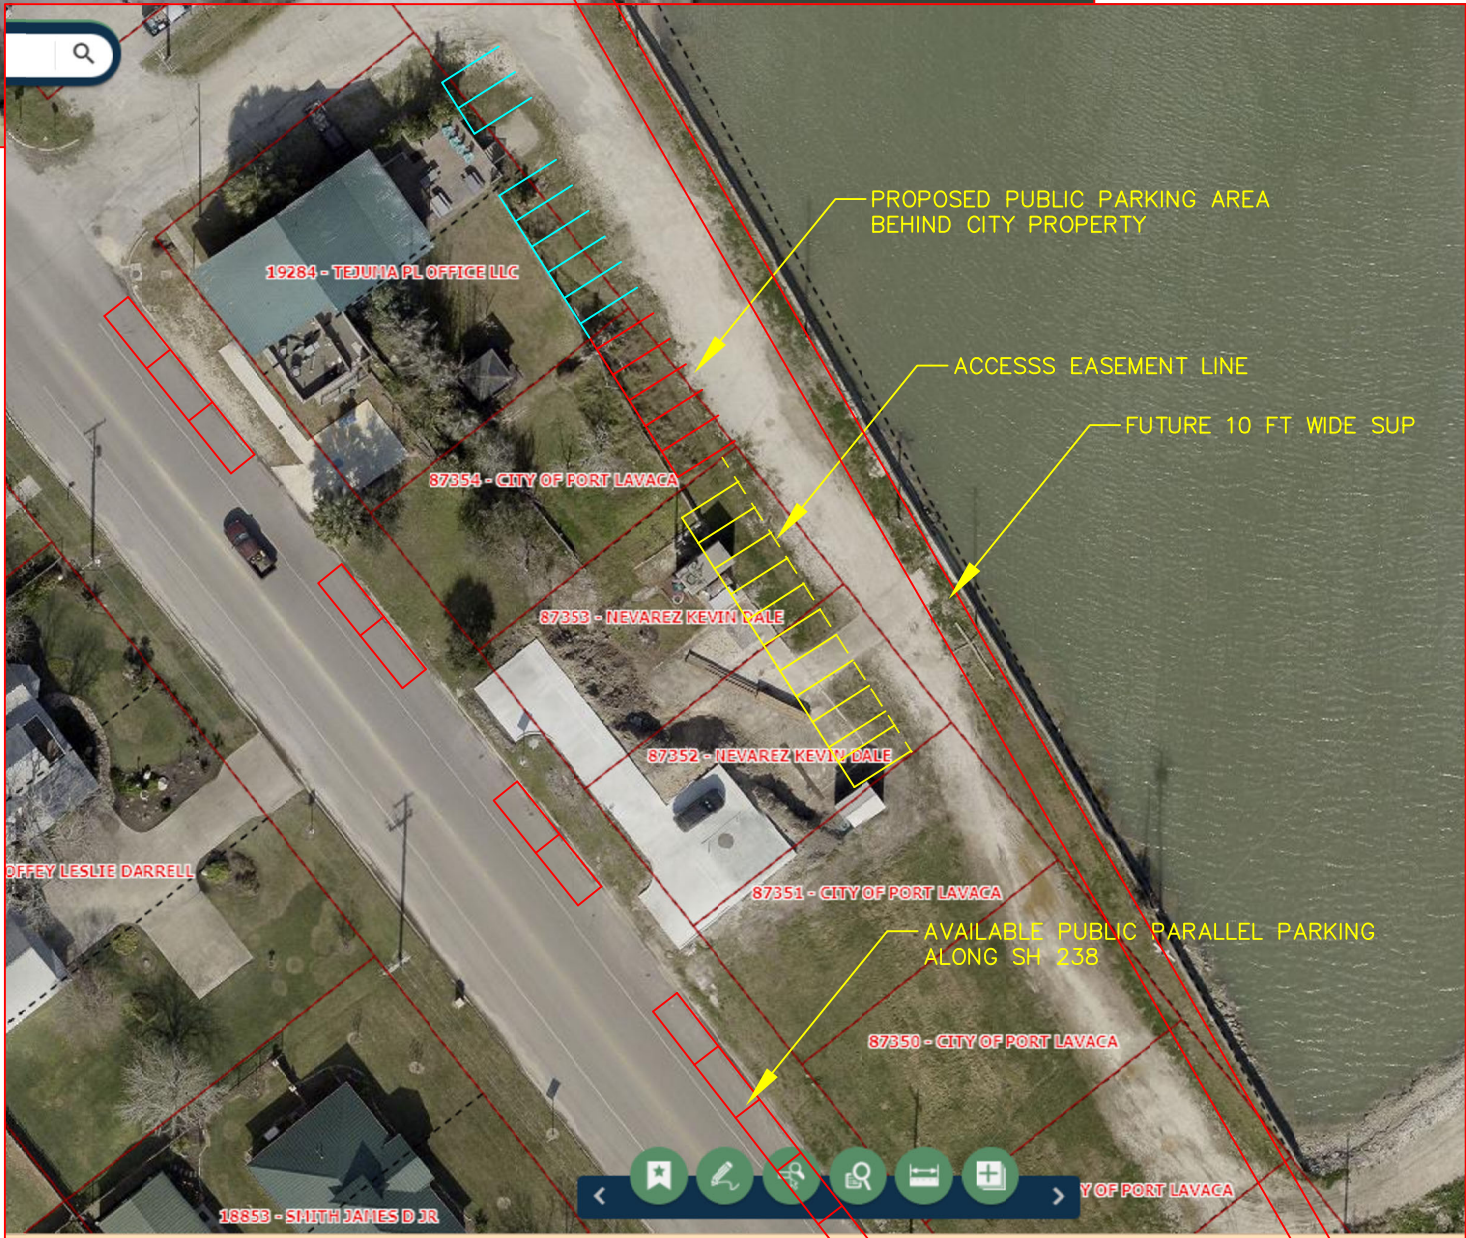 PROPOSED PUBLIC PARKING AREA
BEHIND CITY PROPERTY
19284 - TEJUMA PL OFFICE LLC
ACCESSS EASEMENT LINE
FUTURE 10 FT WIDE SUP
87354 - CITY OF PORT LAVACA
87353 - NEVAREZ KEVIN DALE
87352 - NEVAREZ KEVIN DALE
OFFEY LESLIE DARRELL
87351 - CITY OF PORT LAVACA
AVAILABLE PUBLIC PARALLEL PARKING
ALONG SH 238
87350 - CITY OF PORT LAVACA
Y OF PORT LAVACA
18853 - SMITH JAMES D JR